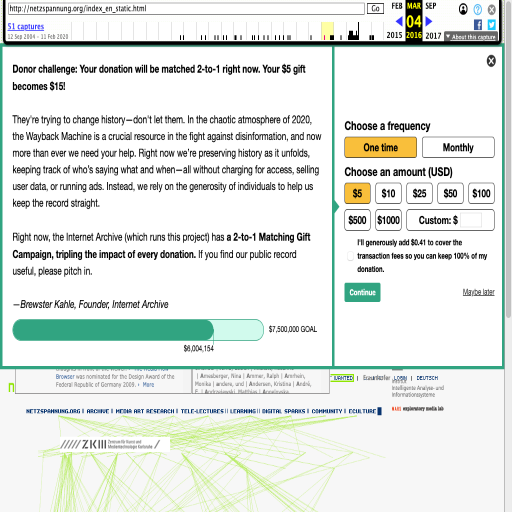 http://netzspannung.org/index_en_static.html Go FEB MAR SEP
51 captures 04
12 Sep 2004 - 11 Feb 2020 2015 2016 2017 About this capture
Donor challenge: Your donation will be matched 2-to-1 right now. Your $5 gift
becomes $15!
They're trying to change history—don't let them. In the chaotic atmosphere of 2020,
the Wayback Machine is a crucial resource in the fight against disinformation, and now
more than ever we need your help. Right now we're preserving history as it unfolds,
keeping track of who's saying what and when—all without charging for access, selling
user data, or running ads. Instead, we rely on the generosity of individuals to help us
keep the record straight.
Right now, the Internet Archive (which runs this project) has a 2-to-1 Matching Gift
Campaign, tripling the impact of every donation. If you find our public record
useful, please pitch in.
—Brewster Kahle, Founder, Internet Archive
$7,500,000 GOAL
$6,004,154
Choose a frequency
One time Monthly
Choose an amount (USD)
$5 $10 $25 $50 $100
$500 $1000 Custom: $
I'll generously add $0.41 to cover the
transaction fees so you can keep 100% of my
donation.
Continue Maybe later
Browser was nominated for the Design Award of the
Federal Republic of Germany 2009. › More
| Ammer, Ralph | Arnheim,
Monika | anders, und | Andersen, Kristina | André,
LOGIN | DEUTSCH
Intelligente Analyse- und
Informationssysteme
exploratory media lab
NETZSPANNUNG.ORG | ARCHIVE | MEDIA ART RESEARCH | TELE-LECTURES || LEARNING | DIGITAL SPARKS | COMMUNITY | ECULTURE
ZKM Zentrum für Kunst und
Medientechnologie Karlsruhe